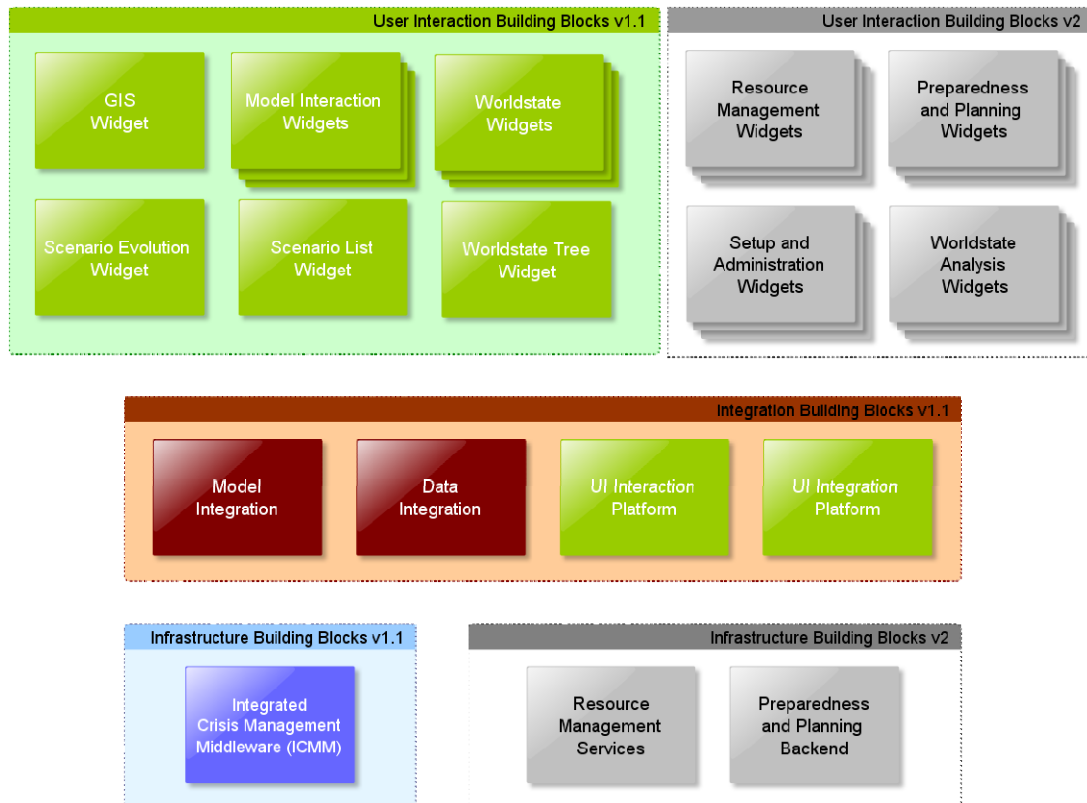 User Interaction Building Blocks v1.1
GIS
Widget
Model Interaction
Widgets
Worldstate
Widgets
Scenario Evolution
Widget
Scenario List
Widget
Worldstate Tree
Widget
User Interaction Building Blocks v2
Resource
Management
Widgets
Preparedness
and Planning
Widgets
Setup and
Administration
Widgets
Worldstate
Analysis
Widgets
Integration Building Blocks v1.1
Model
Integration
Data
Integration
UI Interaction
Platform
UI Integration
Platform
Infrastructure Building Blocks v1.1
Integrated
Crisis Management
Middleware (ICMM)
Infrastructure Building Blocks v2
Resource
Management
Services
Preparedness
and Planning
Backend